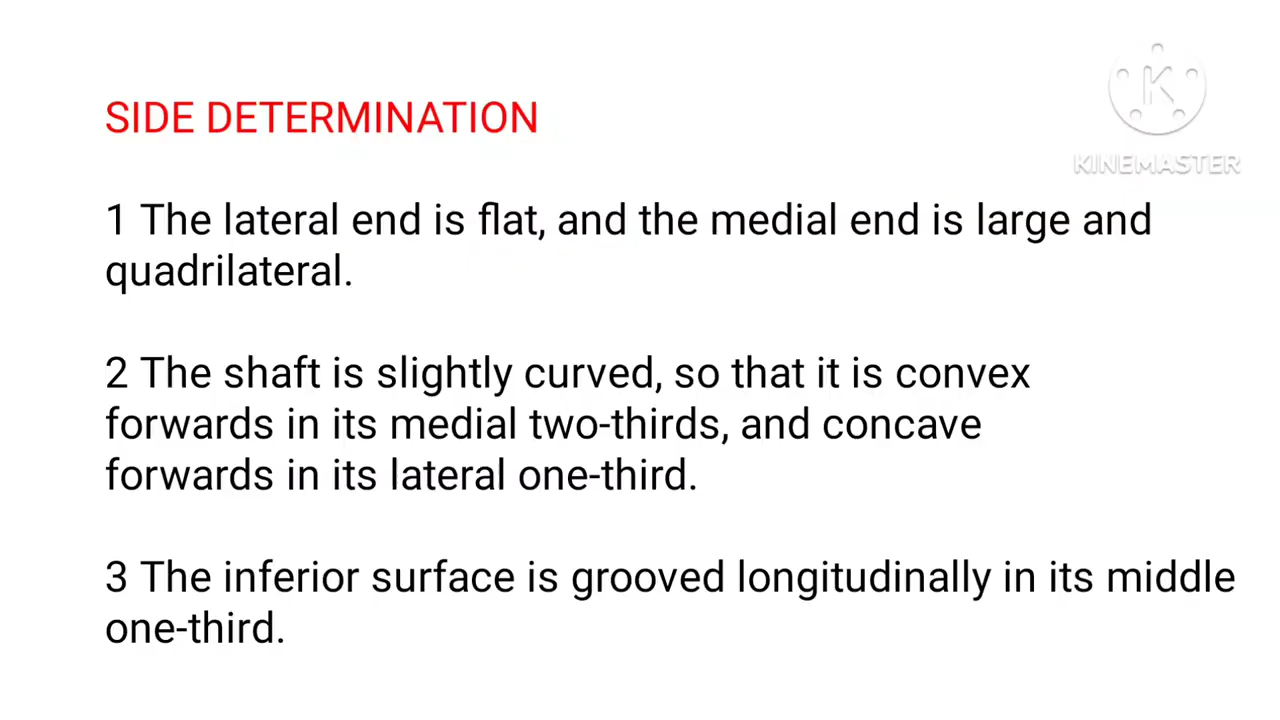 KINEMASTER
SIDE DETERMINATION
1 The lateral end is flat, and the medial end is large and
quadrilateral.
2 The shaft is slightly curved, so that it is convex
forwards in its medial two-thirds, and concave
forwards in its lateral one-third.
3 The inferior surface is grooved longitudinally in its middle
one-third.